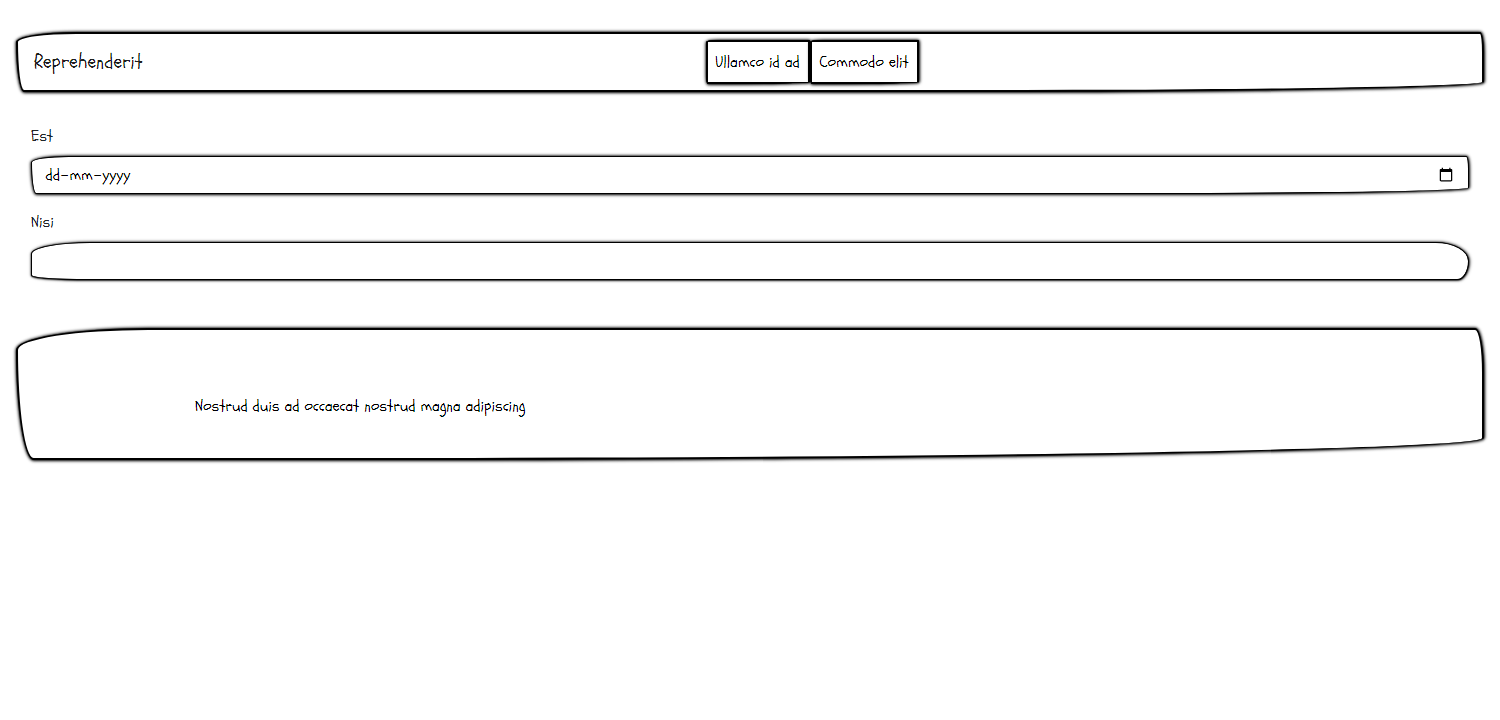 Reprehenderit
Ullamco id ad
Commodo elit
Est
dd-mm-yyyy
Nisi
Nostrud duis ad occaecat nostrud magna adipiscing